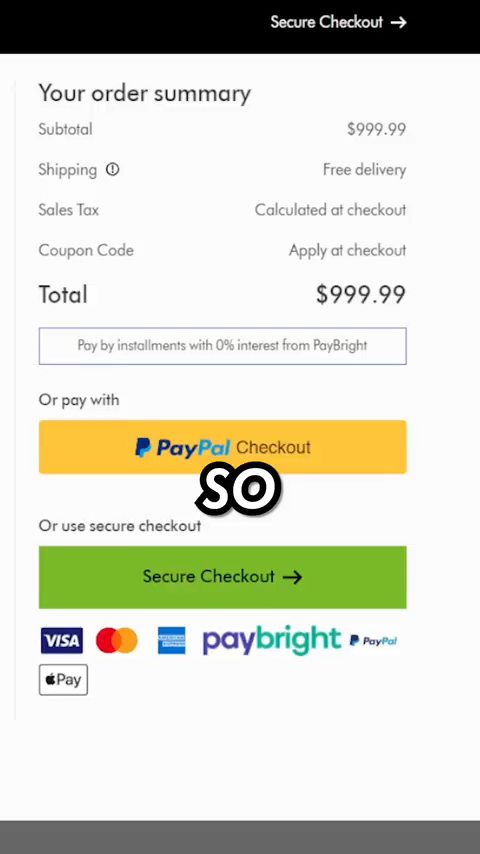 Secure Checkout →
Your order summary
Subtotal $999.99
Shipping Free delivery
Sales Tax Calculated at checkout
Coupon Code Apply at checkout
Total $999.99
Pay by installments with 0% interest from PayBright
Or pay with
PayPal Checkout
SO
Or use secure checkout
Secure Checkout →
VISA AMERICAN EXPRESS paybright PayPal
Pay